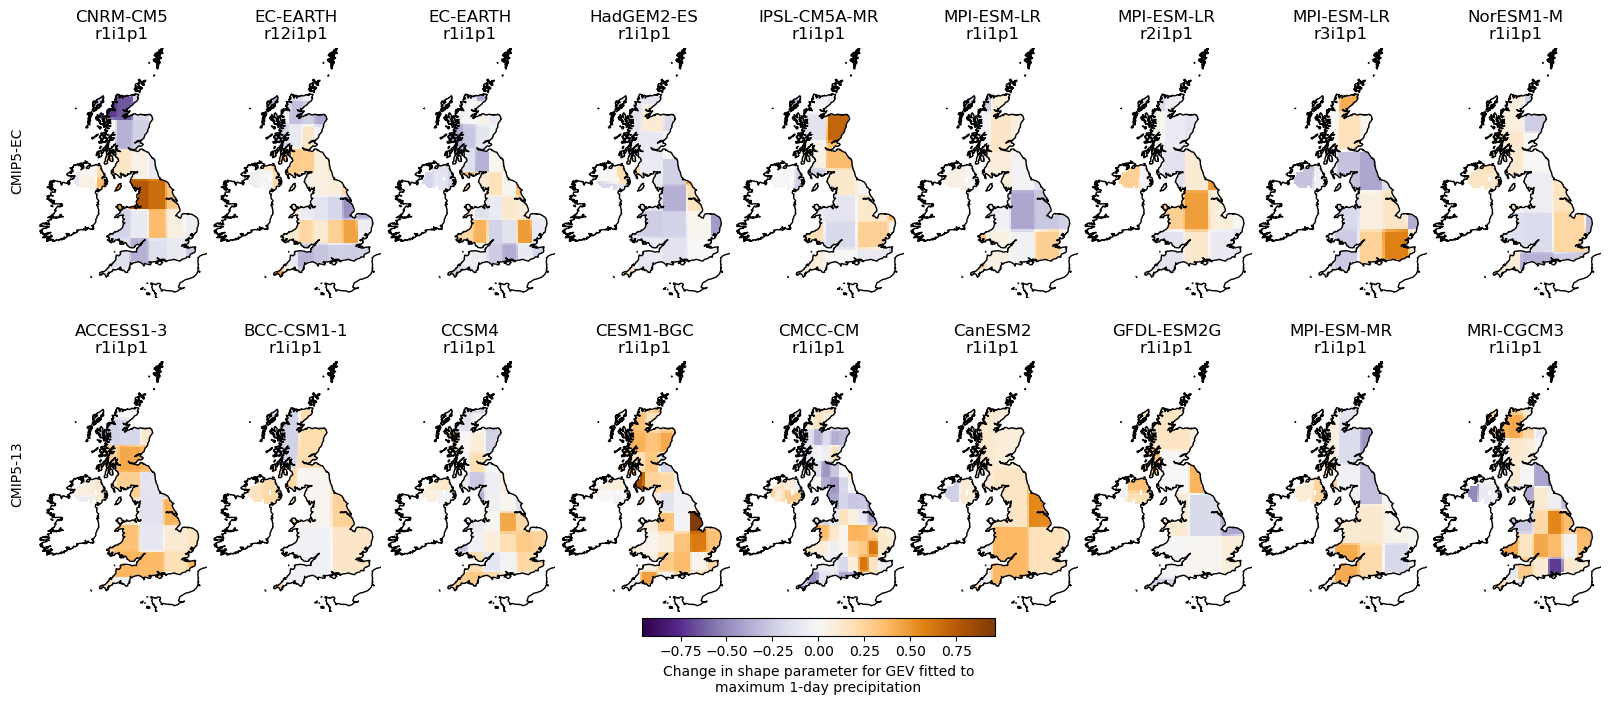 CNRM-CM5 EC-EARTH EC-EARTH HadGEM2-ES IPSL-CM5A-MR MPI-ESM-LR MPI-ESM-LR MPI-ESM-LR NorESM1-M
r1i1p1 r12i1p1 r1i1p1 r1i1p1 r1i1p1 r1i1p1 r2i1p1 r3i1p1 r1i1p1
CMIP5-EC
ACCESS1-3 BCC-CSM1-1 CCSM4 CESM1-BGC CMCC-CM CanESM2 GFDL-ESM2G MPI-ESM-MR MRI-CGCM3
r1i1p1 r1i1p1 r1i1p1 r1i1p1 r1i1p1 r1i1p1 r1i1p1 r1i1p1 r1i1p1
CMIP5-13
−0.75 −0.50 −0.25 0.00 0.25 0.50 0.75
Change in shape parameter for GEV fitted to
maximum 1-day precipitation